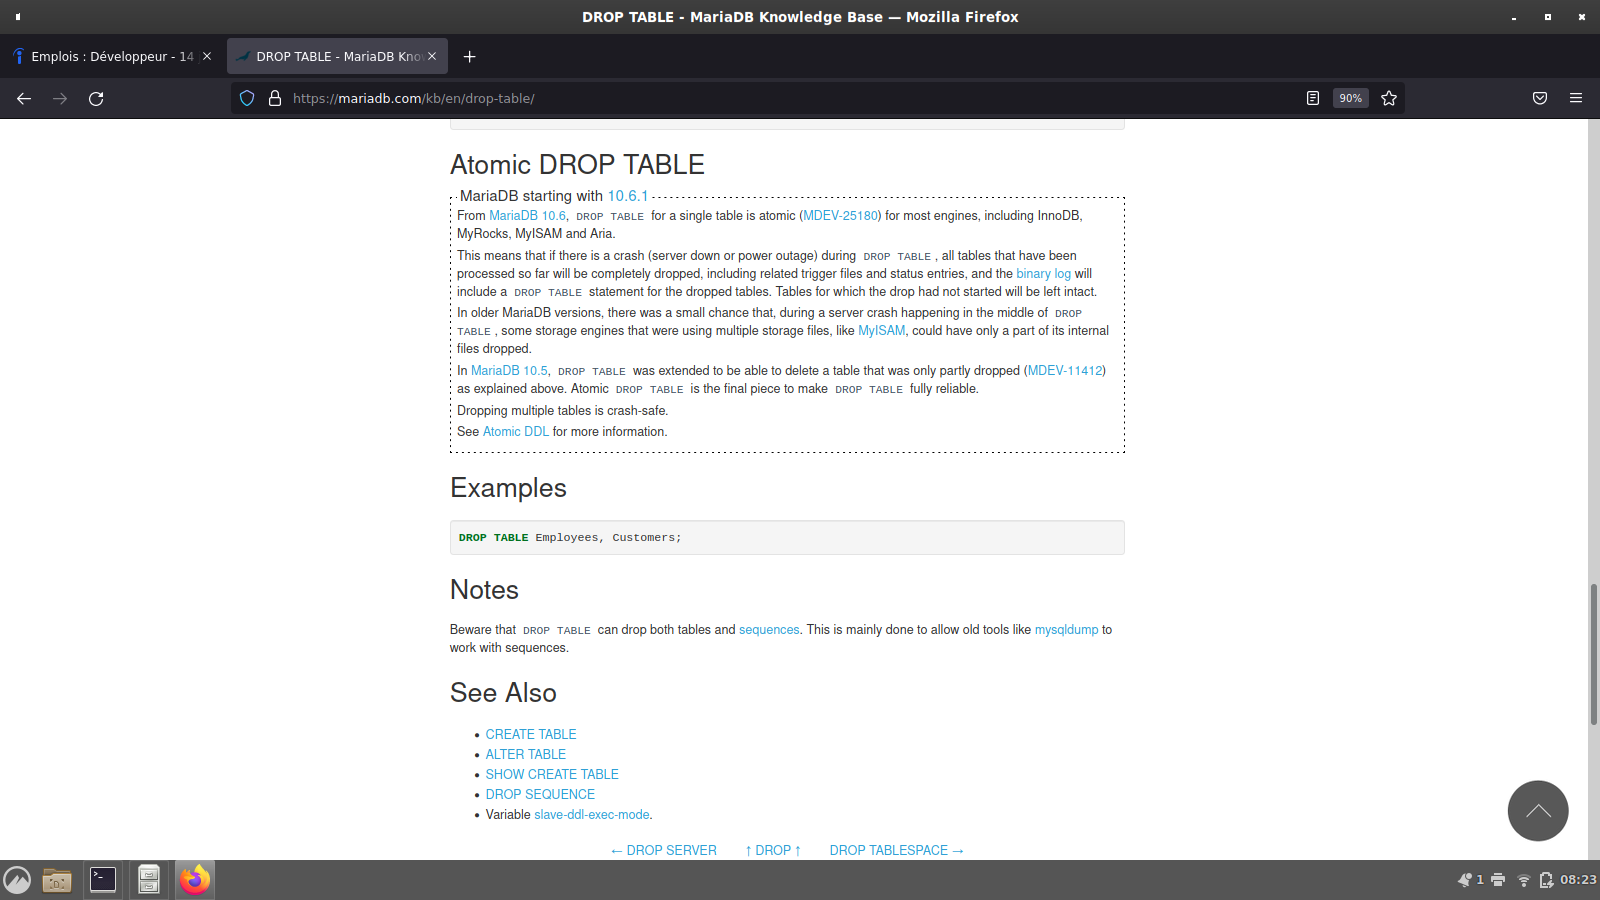 DROP TABLE - MariaDB Knowledge Base — Mozilla Firefox
Emplois : Développeur - 14
DROP TABLE - MariaDB Kno
https://mariadb.com/kb/en/drop-table/
90%
Atomic DROP TABLE
MariaDB starting with 10.6.1
From MariaDB 10.6, DROP TABLE for a single table is atomic (MDEV-25180) for most engines, including InnoDB,
MyRocks, MyISAM and Aria.
This means that if there is a crash (server down or power outage) during DROP TABLE, all tables that have been
processed so far will be completely dropped, including related trigger files and status entries, and the binary log will
include a DROP TABLE statement for the dropped tables. Tables for which the drop had not started will be left intact.
In older MariaDB versions, there was a small chance that, during a server crash happening in the middle of DROP
TABLE, some storage engines that were using multiple storage files, like MyISAM, could have only a part of its internal
files dropped.
In MariaDB 10.5, DROP TABLE was extended to be able to delete a table that was only partly dropped (MDEV-11412)
as explained above. Atomic DROP TABLE is the final piece to make DROP TABLE fully reliable.
Dropping multiple tables is crash-safe.
See Atomic DDL for more information.
Examples
DROP TABLE Employees, Customers;
Notes
Beware that DROP TABLE can drop both tables and sequences. This is mainly done to allow old tools like mysqldump to
work with sequences.
See Also
• CREATE TABLE
• ALTER TABLE
• SHOW CREATE TABLE
• DROP SEQUENCE
• Variable slave-ddl-exec-mode.
← DROP SERVER ↑ DROP ↑ DROP TABLESPACE →
1 08:23